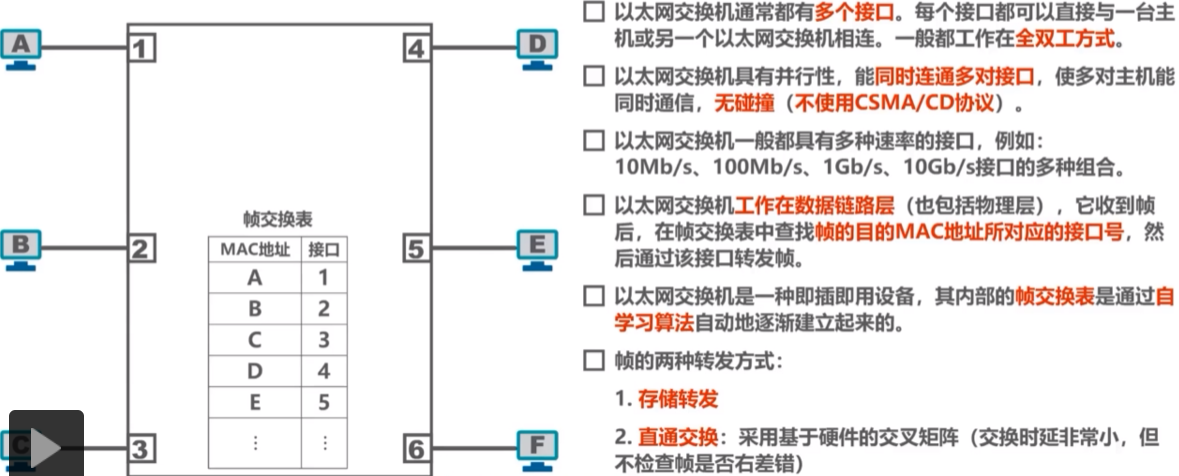 A
1
4
D
B
2
5
E
C
3
6
F
帧交换表
MAC地址 接口
A 1
B 2
C 3
D 4
E 5
⋮ ⋮
以太网交换机通常都有多个接口。每个接口都可以直接与一台主
机或另一个以太网交换机相连。一般都工作在全双工方式。
以太网交换机具有并行性，能同时连通多对接口，使多对主机能
同时通信，无碰撞（不使用CSMA/CD协议）。
以太网交换机一般都具有多种速率的接口，例如：
10Mb/s、100Mb/s、1Gb/s、10Gb/s接口的多种组合。
以太网交换机工作在数据链路层（也包括物理层），它收到帧
后，在帧交换表中查找帧的目的MAC地址所对应的接口号，然
后通过该接口转发帧。
以太网交换机是一种即插即用设备，其内部的帧交换表是通过自
学习算法自动地逐渐建立起来的。
帧的两种转发方式：
1. 存储转发
2. 直通交换：采用基于硬件的交叉矩阵（交换时延非常小，但
不检查帧是否右差错）